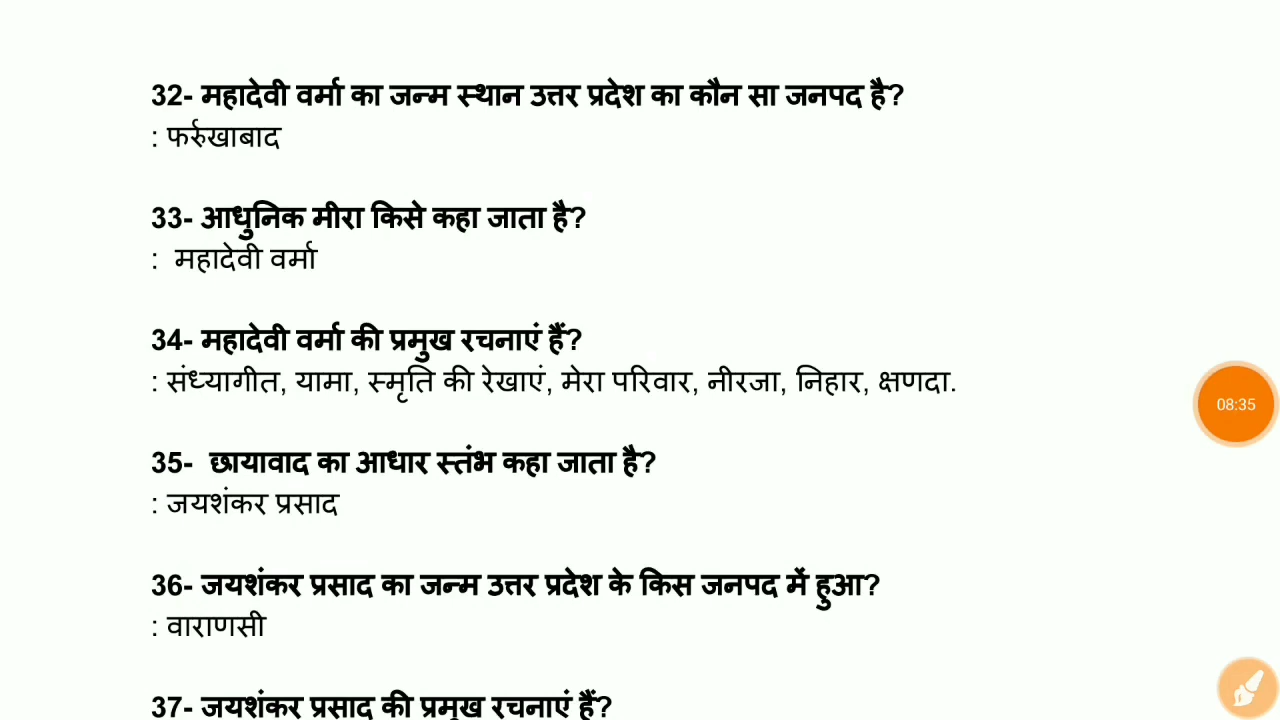 32- महादेवी वर्मा का जन्म स्थान उत्तर प्रदेश का कौन सा जनपद है?
: फर्रुखाबाद
33- आधुनिक मीरा किसे कहा जाता है?
: महादेवी वर्मा
34- महादेवी वर्मा की प्रमुख रचनाएं हैं?
: संध्यागीत, यामा, स्मृति की रेखाएं, मेरा परिवार, नीरजा, निहार, क्षणदा.
08:35
35- छायावाद का आधार स्तंभ कहा जाता है?
: जयशंकर प्रसाद
36- जयशंकर प्रसाद का जन्म उत्तर प्रदेश के किस जनपद में हुआ?
: वाराणसी
37- जयशंकर प्रसाद की प्रमुख रचनाएं हैं?